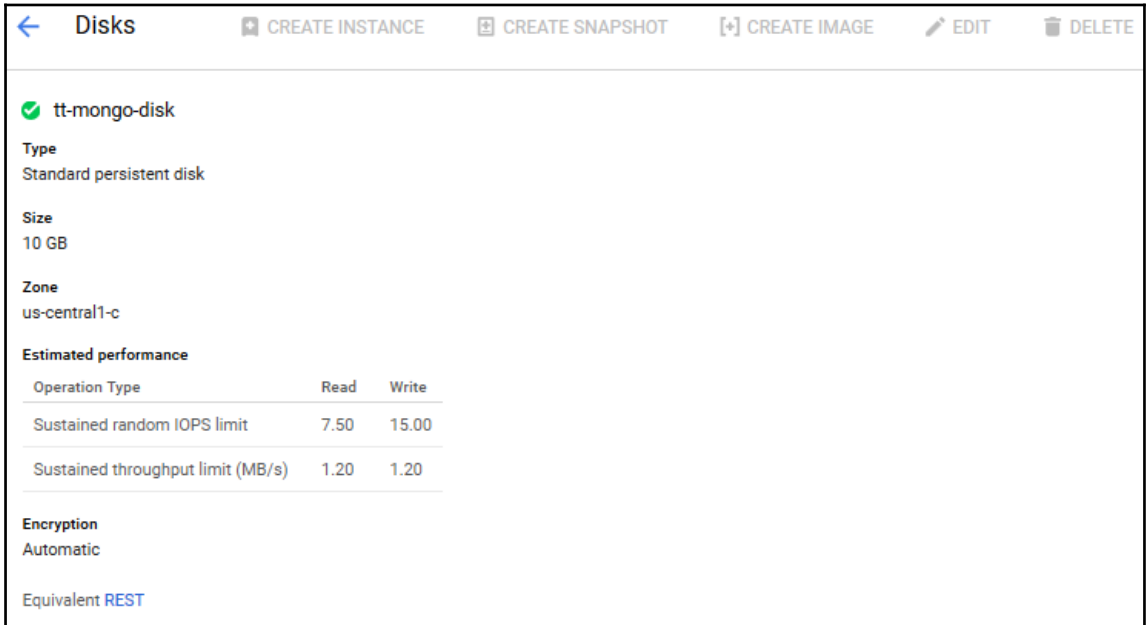 Disks CREATE INSTANCE CREATE SNAPSHOT CREATE IMAGE EDIT DELETE
tt-mongo-disk
Type
Standard persistent disk
Size
10 GB
Zone
us-central1-c
Estimated performance
Operation Type Read Write
Sustained random IOPS limit 7.50 15.00
Sustained throughput limit (MB/s) 1.20 1.20
Encryption
Automatic
Equivalent REST